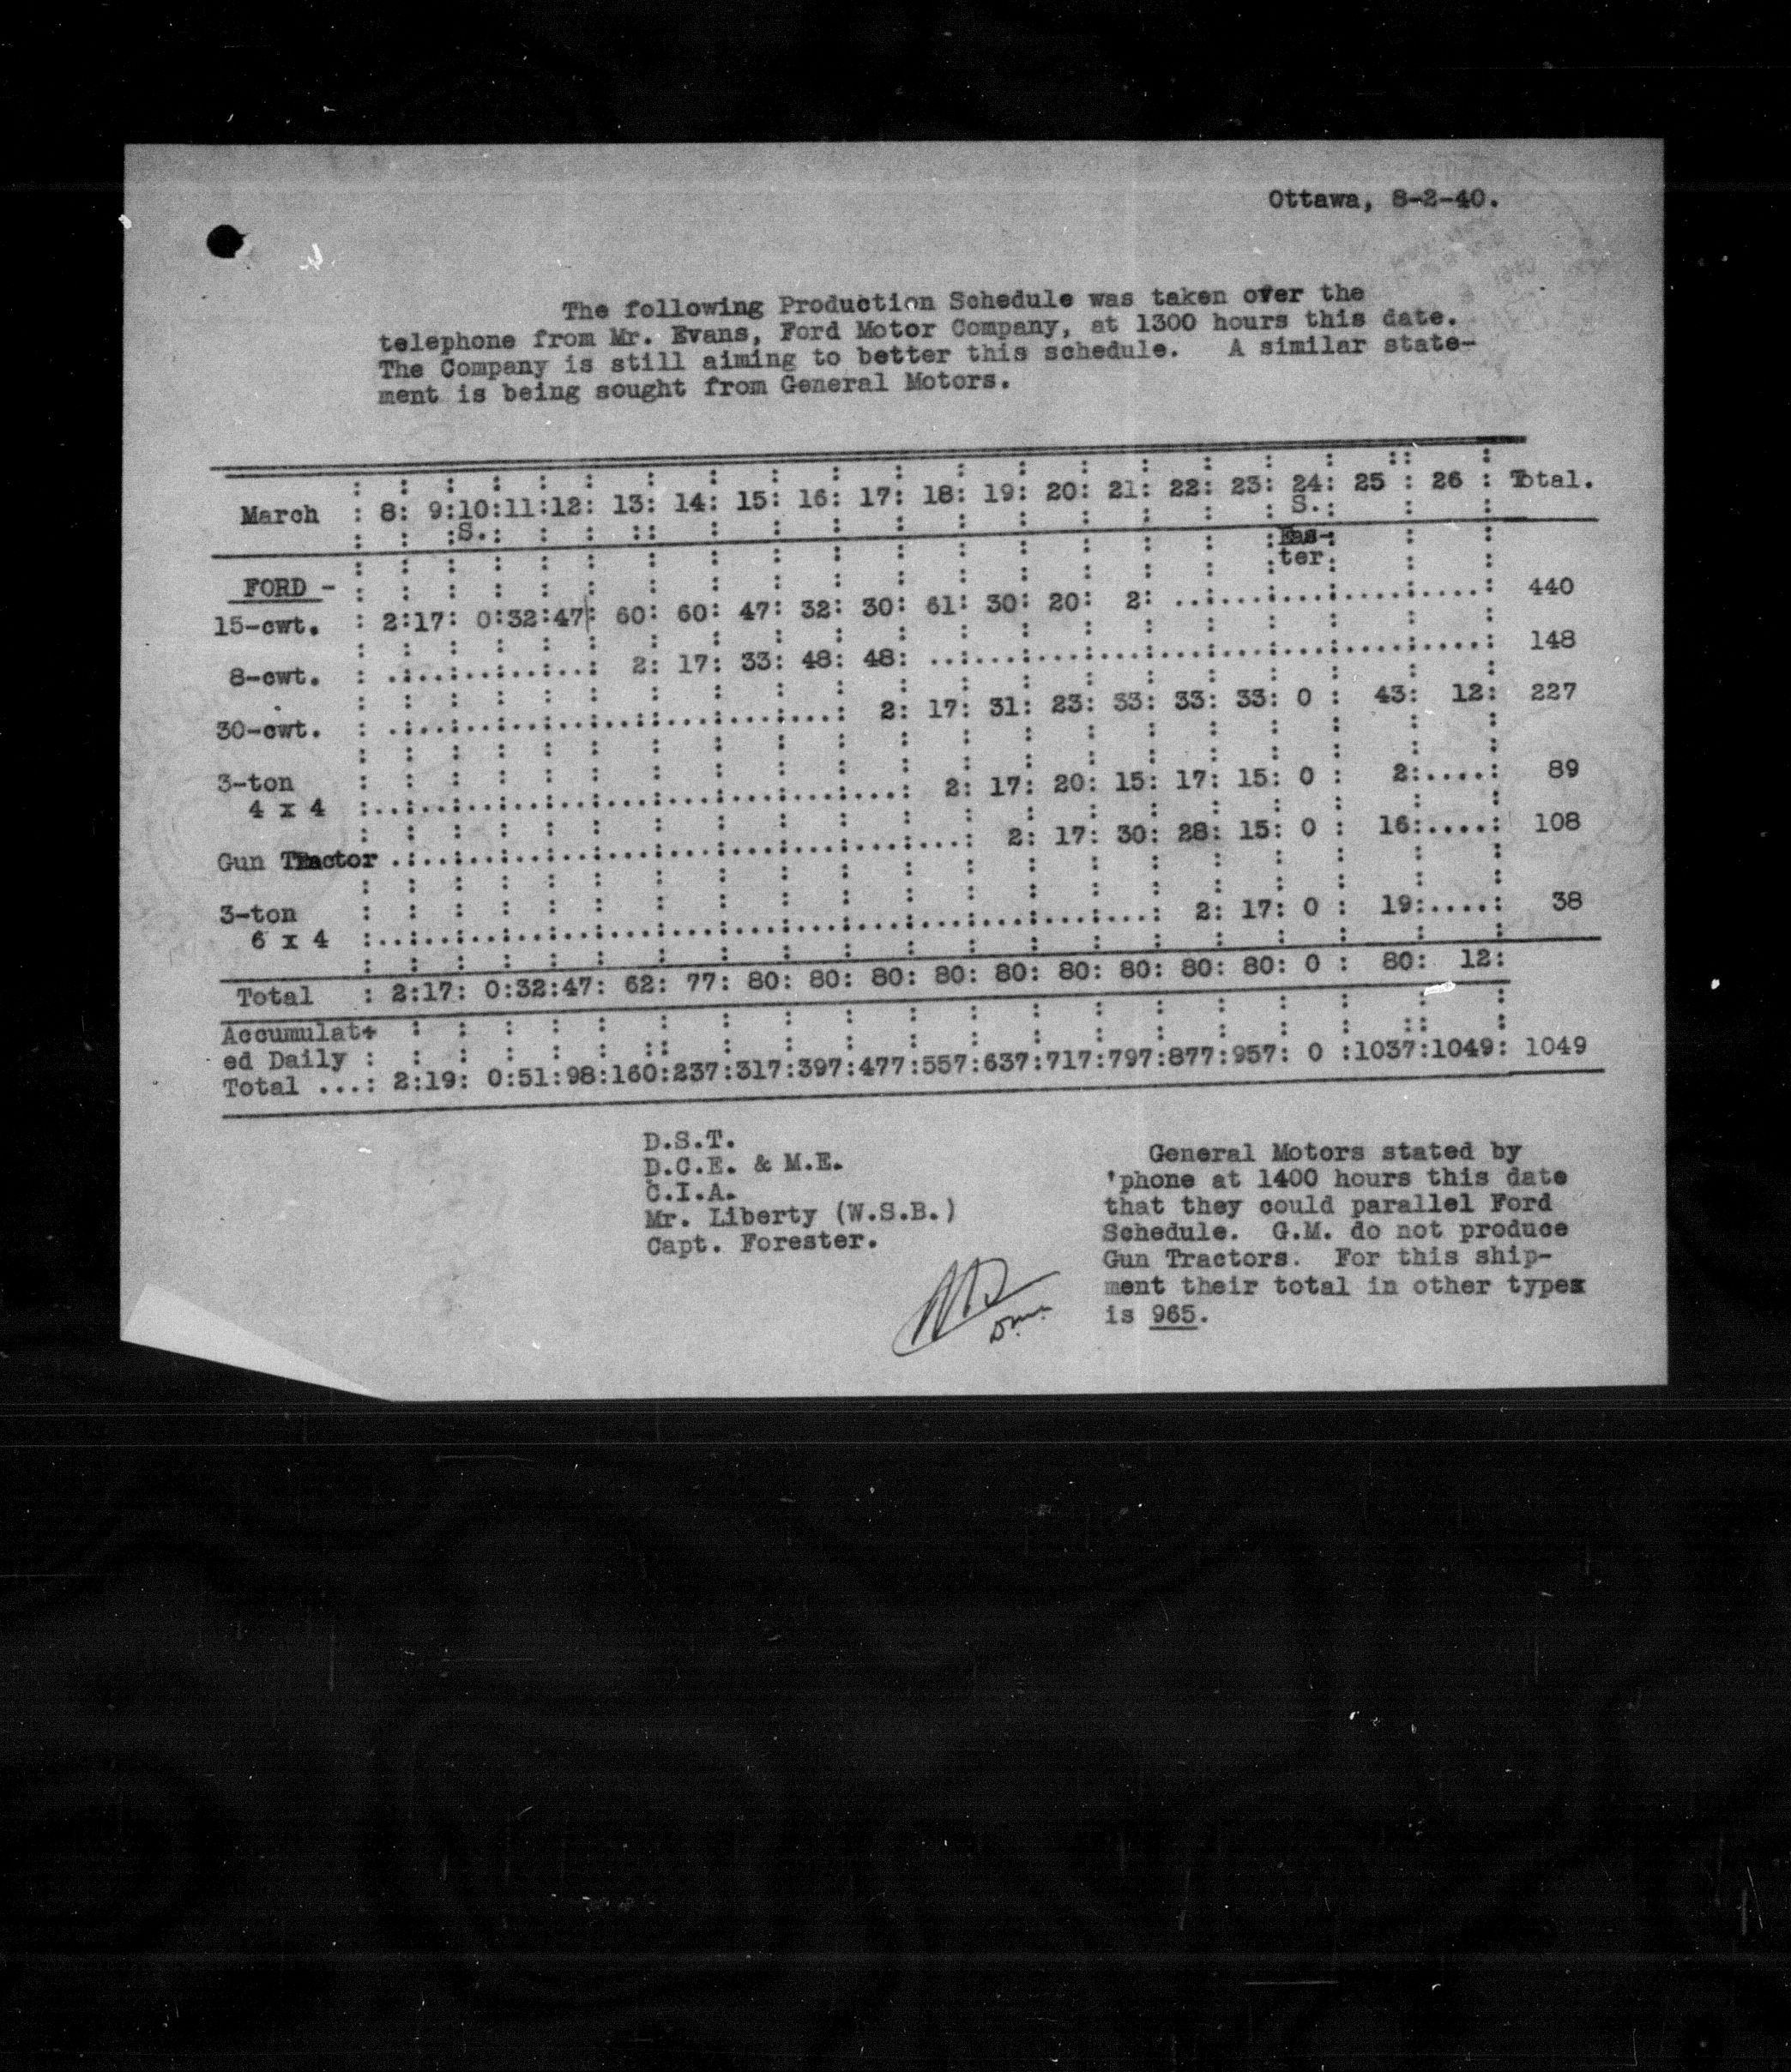 Ottawa, 8-2-40.
The following Production Schedule was taken over the
telephone from Mr. Evans, Ford Motor Company, at 1300 hours this date.
The Company is still aiming to better this schedule. A similar state-
ment is being sought from General Motors.
March : 8: 9:10:11:12: 13: 14: 15: 16: 17: 18: 19: 20: 21: 22: 23: 24: 25 : 26 : Total.
S. S.
Eas-
ter
FORD -
15-cwt. : 2:17: 0:32:47: 60: 60: 47: 32: 30: 61: 30: 20: 2: ..:...:...:...:....:....: 440
8-cwt. : ..:..:..:..:..: 2: 17: 33: 48: 48: ..:...:...:...:...:...:...:....:....: 148
30-cwt. : ..:..:..:..:..:...:...:...:...: 2: 17: 31: 23: 33: 33: 33: 0 : 43: 12: 227
3-ton
4 x 4 :..:..:..:..:..:...:...:...:...:...: 2: 17: 20: 15: 17: 15: 0 : 2:....: 89
Gun Tractor ..:..:..:..:..:...:...:...:...:...:...: 2: 17: 30: 28: 15: 0 : 16:....: 108
3-ton
6 x 4 :..:..:..:..:..:...:...:...:...:...:...:...:...:...: 2: 17: 0 : 19:....: 38
Total : 2:17: 0:32:47: 62: 77: 80: 80: 80: 80: 80: 80: 80: 80: 80: 0 : 80: 12:
Accumulat-
ed Daily :
Total ...: 2:19: 0:51:98:160:237:317:397:477:557:637:717:797:877:957: 0 :1037:1049: 1049
D.S.T.
D.C.E. & M.E.
C.I.A.
Mr. Liberty (W.S.B.)
Capt. Forester.
General Motors stated by
'phone at 1400 hours this date
that they could parallel Ford
Schedule. G.M. do not produce
Gun Tractors. For this ship-
ment their total in other types
is 965.